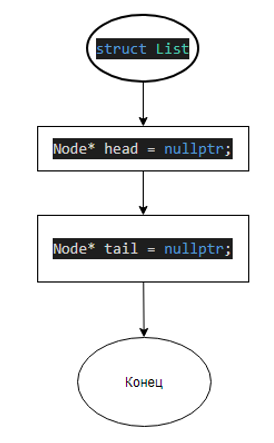 struct List
Node* head = nullptr;
Node* tail = nullptr;
Конец